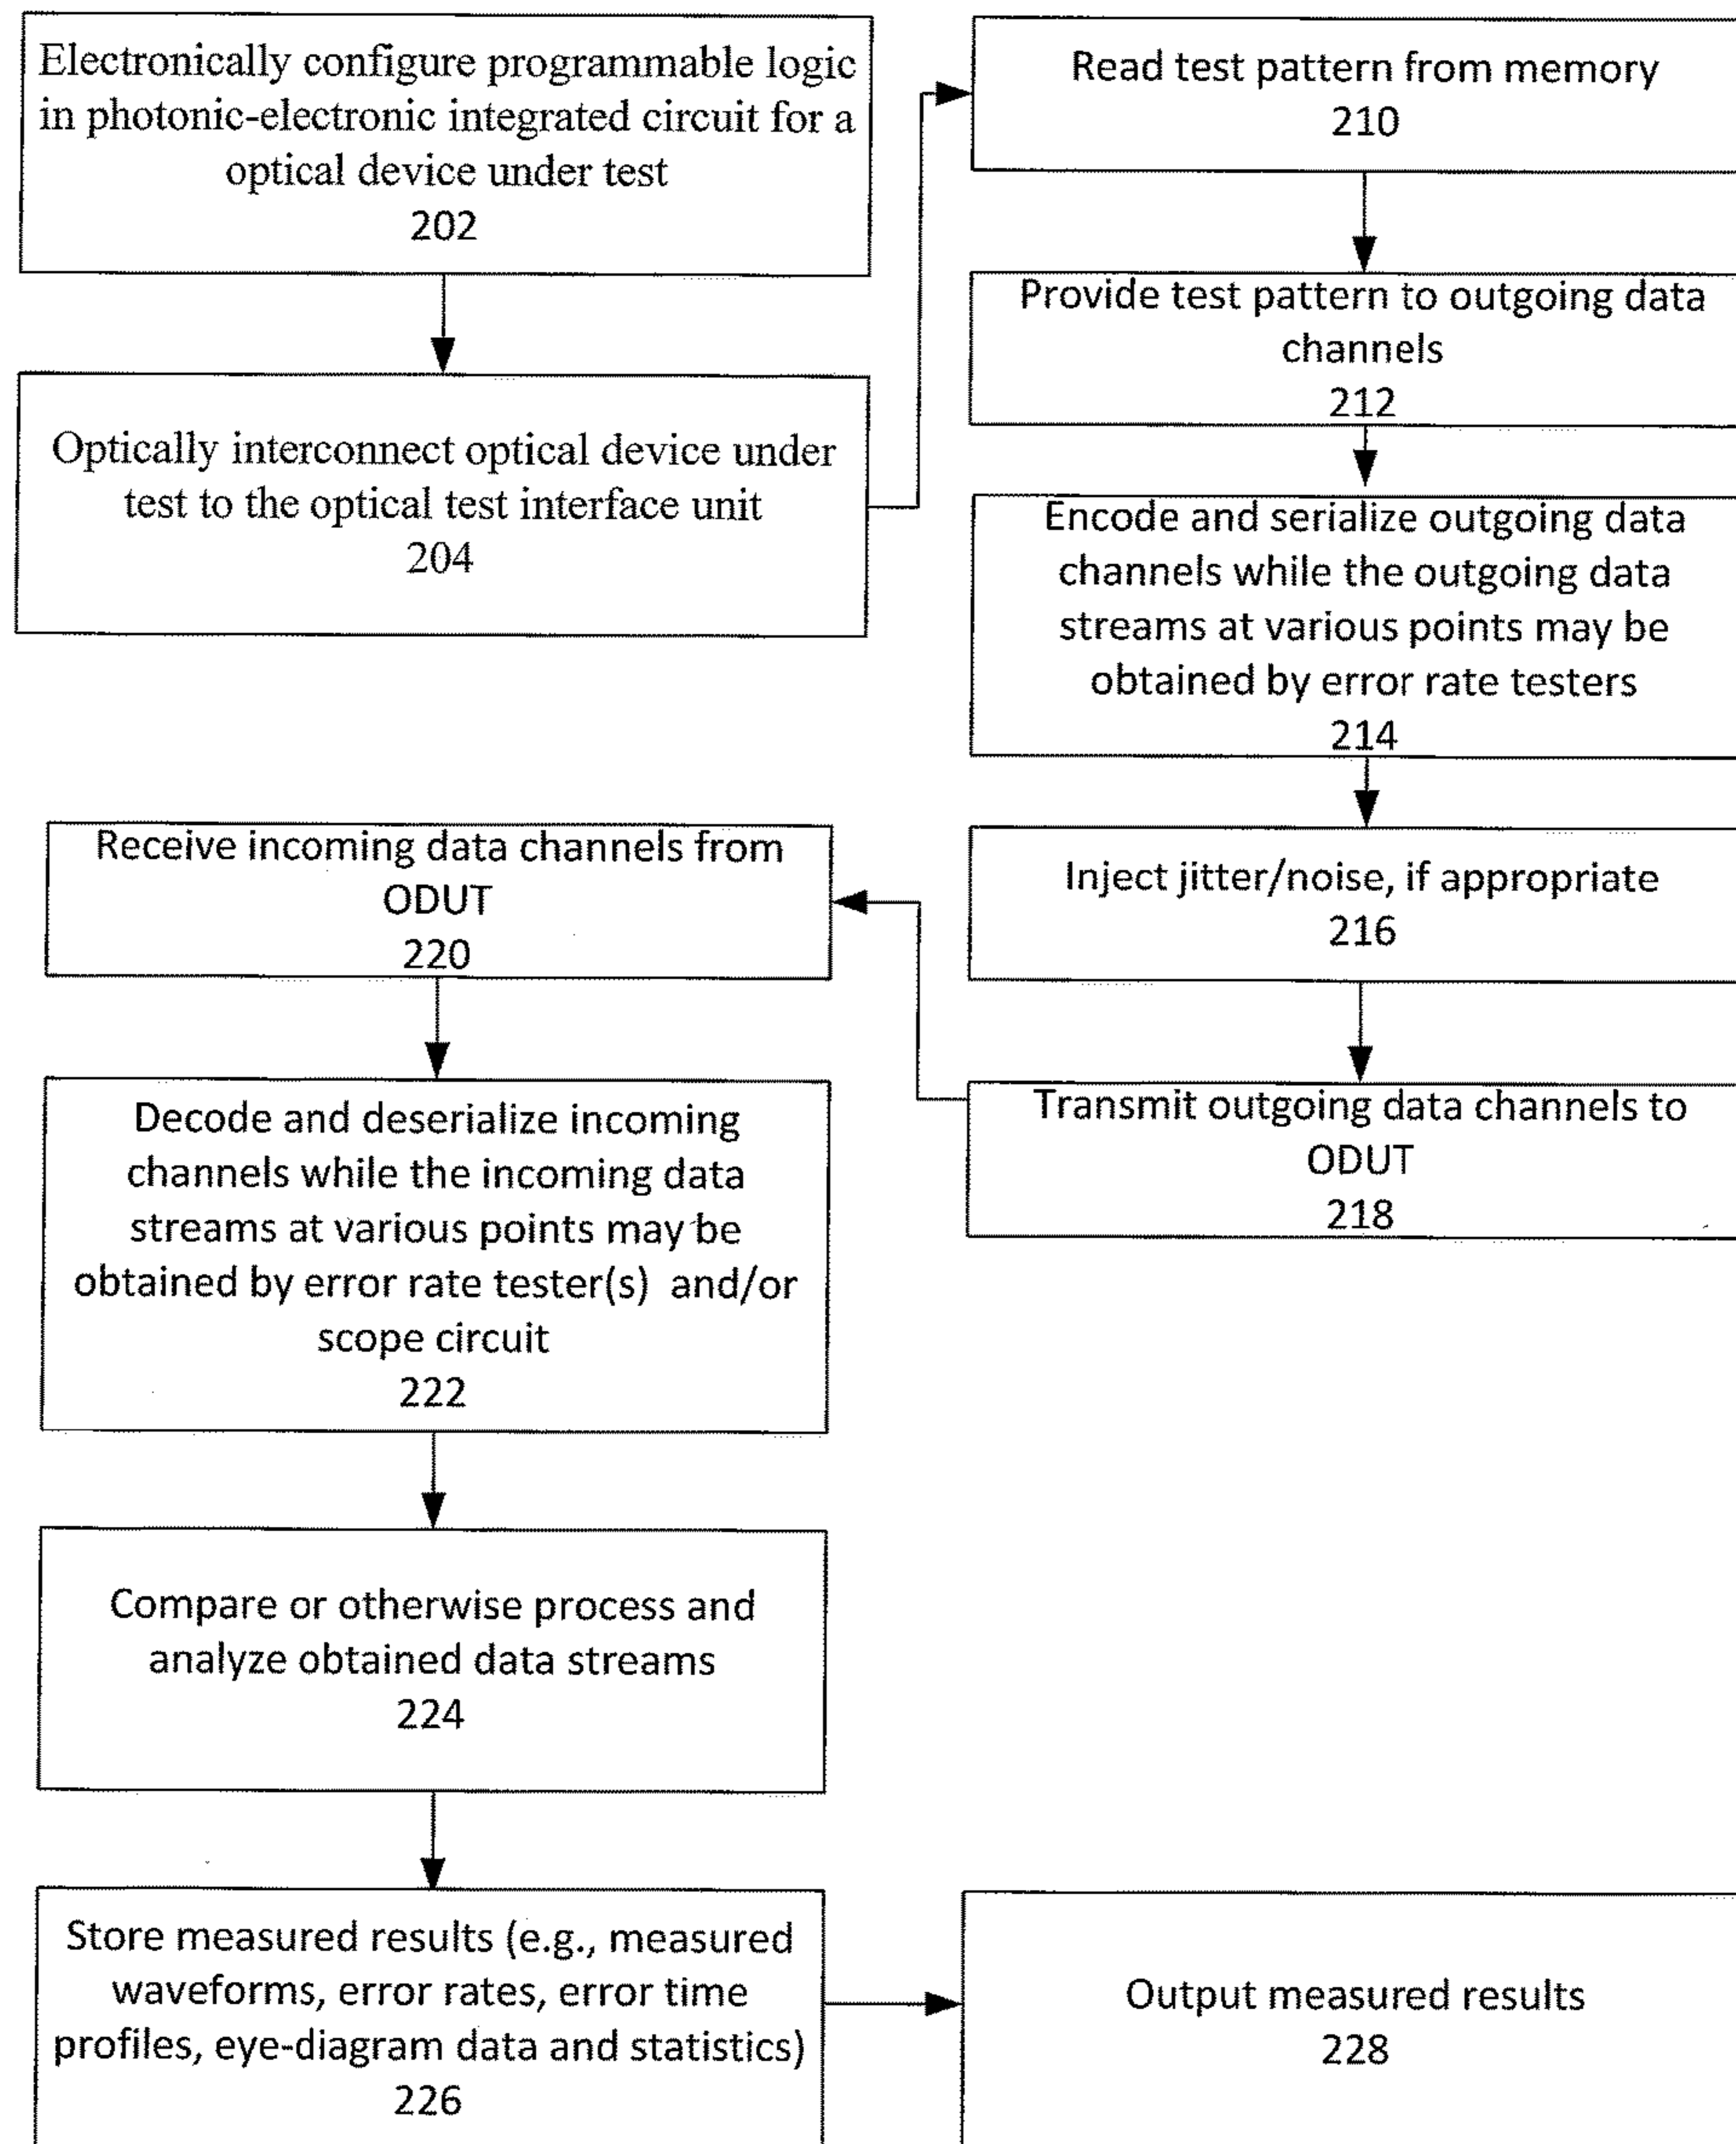 Electronically configure programmable logic
in photonic-electronic integrated circuit for a
optical device under test
202
Optically interconnect optical device under
test to the optical test interface unit
204
Read test pattern from memory
210
Provide test pattern to outgoing data
channels
212
Encode and serialize outgoing data
channels while the outgoing data
streams at various points may be
obtained by error rate testers
214
Inject jitter/noise, if appropriate
216
Transmit outgoing data channels to
ODUT
218
Receive incoming data channels from
ODUT
220
Decode and deserialize incoming
channels while the incoming data
streams at various points may be
obtained by error rate tester(s) and/or
scope circuit
222
Compare or otherwise process and
analyze obtained data streams
224
Store measured results (e.g., measured
waveforms, error rates, error time
profiles, eye-diagram data and statistics)
226
Output measured results
228